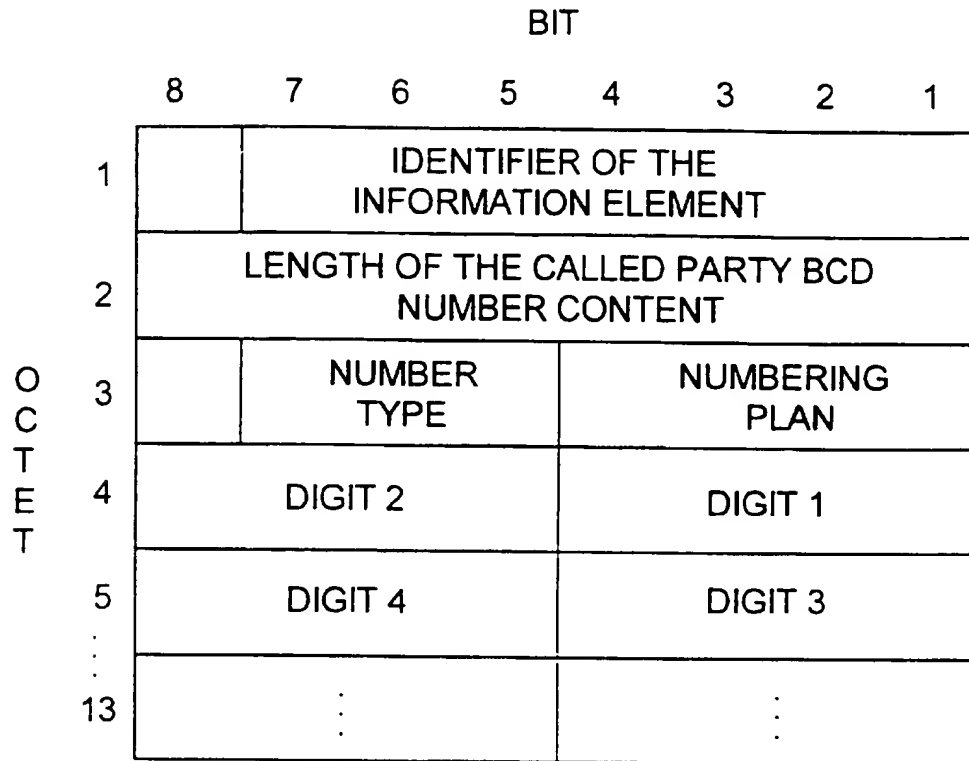 BIT
8 7 6 5 4 3 2 1
1 IDENTIFIER OF THE
INFORMATION ELEMENT
2 LENGTH OF THE CALLED PARTY BCD
NUMBER CONTENT
OCTET
3 NUMBER
TYPE
NUMBERING
PLAN
4 DIGIT 2 DIGIT 1
5 DIGIT 4 DIGIT 3
13